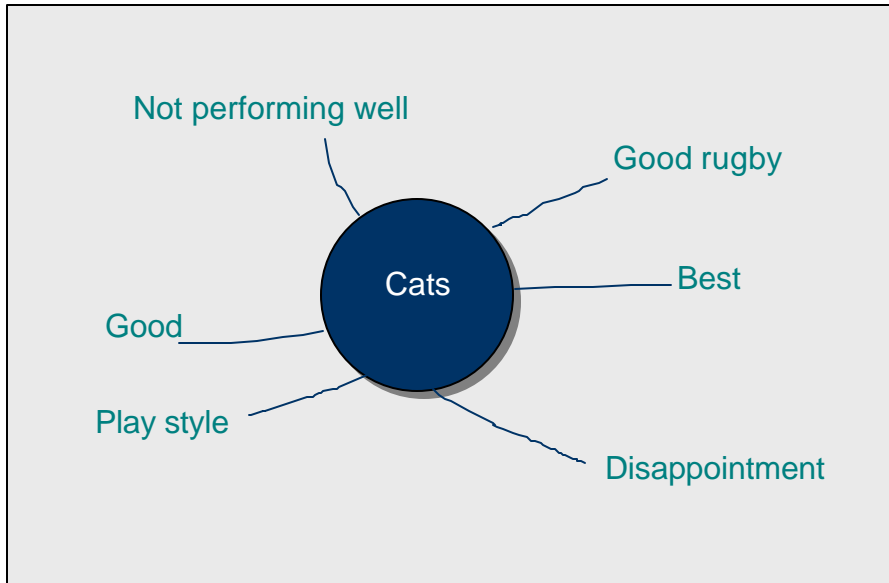 Not performing well
Good rugby
Cats
Best
Good
Play style
Disappointment